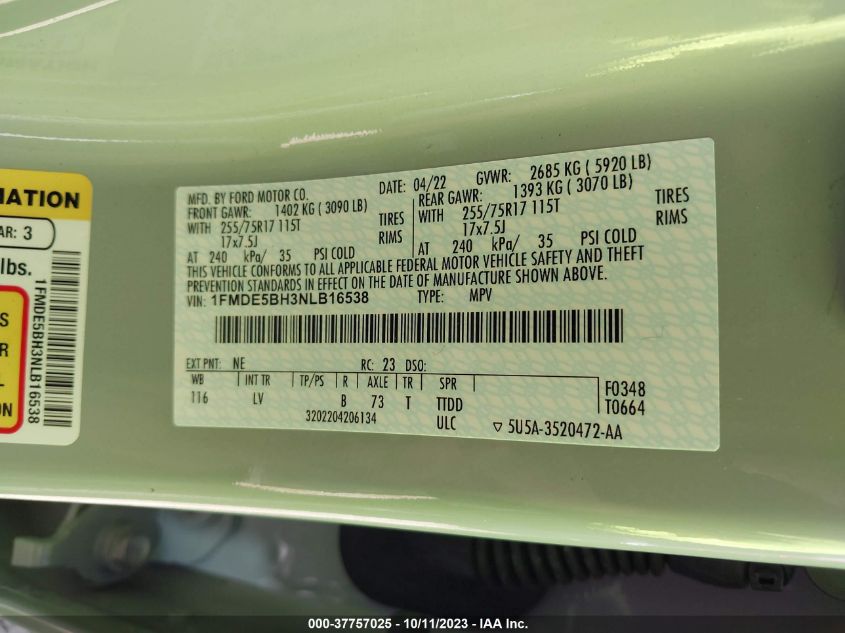 MATION
AR: 3
lbs.
S
R
L
ON
1FMDE5BH3NLB16538
MFD. BY FORD MOTOR CO.
DATE: 04/22 GVWR: 2685 KG ( 5920 LB)
FRONT GAWR: 1402 KG ( 3090 LB)
REAR GAWR: 1393 KG ( 3070 LB)
WITH 255/75R17 115T TIRES
WITH 255/75R17 115T TIRES
17x7.5J RIMS
17x7.5J RIMS
AT 240 kPa/ 35 PSI COLD
AT 240 kPa/ 35 PSI COLD
THIS VEHICLE CONFORMS TO ALL APPLICABLE FEDERAL MOTOR VEHICLE SAFETY AND THEFT
PREVENTION STANDARDS IN EFFECT ON THE DATE OF MANUFACTURE SHOWN ABOVE.
VIN: 1FMDE5BH3NLB16538 TYPE: MPV
EXT PNT: NE RC: 23 DSO:
WB INT TR TP/PS R AXLE TR SPR
116 LV B 73 T TTDD
F0348
T0664
3202204206134 ULC
▽ 5U5A-3520472-AA
000-37757025 - 10/11/2023 - IAA Inc.